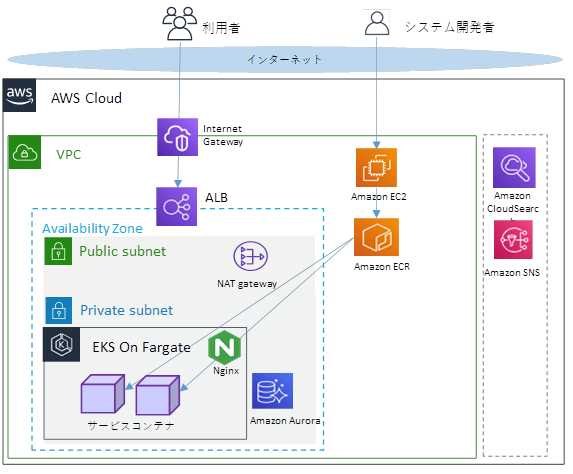 利用者
システム開発者
インターネット
aws
AWS Cloud
Internet
Gateway
VPC
ALB
Amazon EC2
Amazon
CloudSearc
Availability Zone
Public subnet
NAT gateway
Amazon ECR
Amazon SNS
Private subnet
EKS On Fargate
Nginx
サービスコンテナ
Amazon Aurora